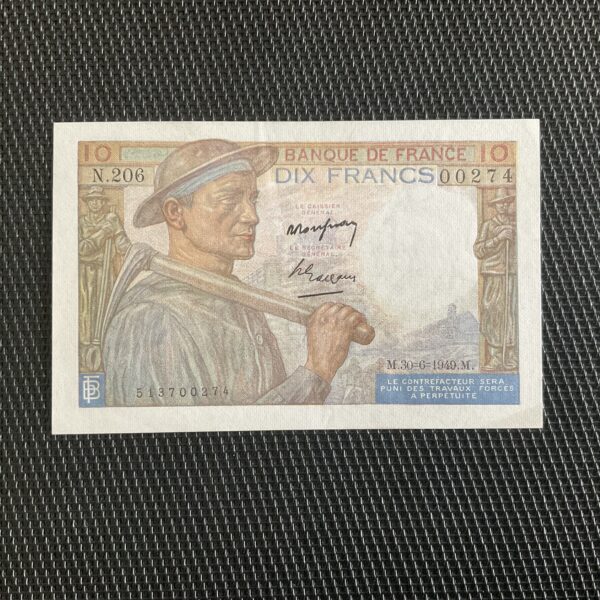 10 BANQUE DE FRANCE 10
N.206 DIX FRANCS 00274
LE CAISSIER
GÉNÉRAL
LE SECRÉTAIRE
GÉNÉRAL
M.30=6=1949.M.
513700274
LE CONTREFACTEUR SERA
PUNI DES TRAVAUX FORCÉS
A PERPÉTUITÉ